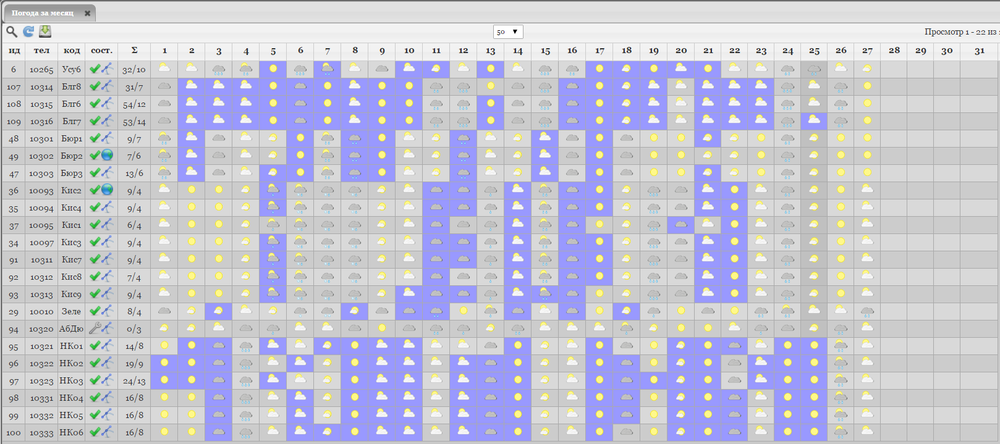 Погода за месяц
50
Просмотр 1 - 22 из
ид тел код сост. Σ 1 2 3 4 5 6 7 8 9 10 11 12 13 14 15 16 17 18 19 20 21 22 23 24 25 26 27 28 29 30 31
6 10265 Усу6 32/10
107 10314 Блг8 31/7
108 10315 Блг6 54/12
109 10316 Блг7 53/14
48 10301 Бюр1 9/7
49 10302 Бюр2 7/6
47 10303 Бюр3 13/6
36 10093 Кис2 9/4
35 10094 Кис4 9/4
37 10095 Кис1 6/4
34 10097 Кис3 9/4
91 10311 Кис7 9/4
92 10312 Кис8 7/4
93 10313 Кис9 9/4
29 10010 Зеле 8/4
94 10320 АбДю 0/3
95 10321 НКо1 14/8
96 10322 НКо2 19/9
97 10323 НКо3 24/13
98 10331 НКо4 16/8
99 10332 НКо5 16/8
100 10333 НКо6 16/8